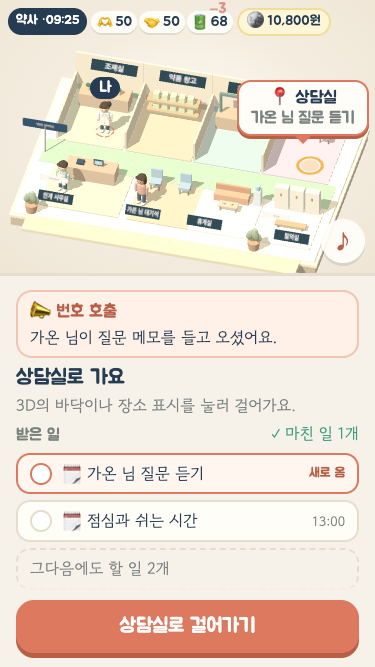 약사 · 09:25
50
50
-3
68
10,800원
조제실
약품 창고
나
상담실
가온 님 질문 듣기
가온 님 대기석
휴게실
탈의실
번호 호출
가온 님이 질문 메모를 들고 오셨어요.
상담실로 가요
3D의 바닥이나 장소 표시를 눌러 걸어가요.
받은 일
✓ 마친 일 1개
가온 님 질문 듣기
새로 옴
점심과 쉬는 시간
13:00
그다음에도 할 일 2개
상담실로 걸어가기